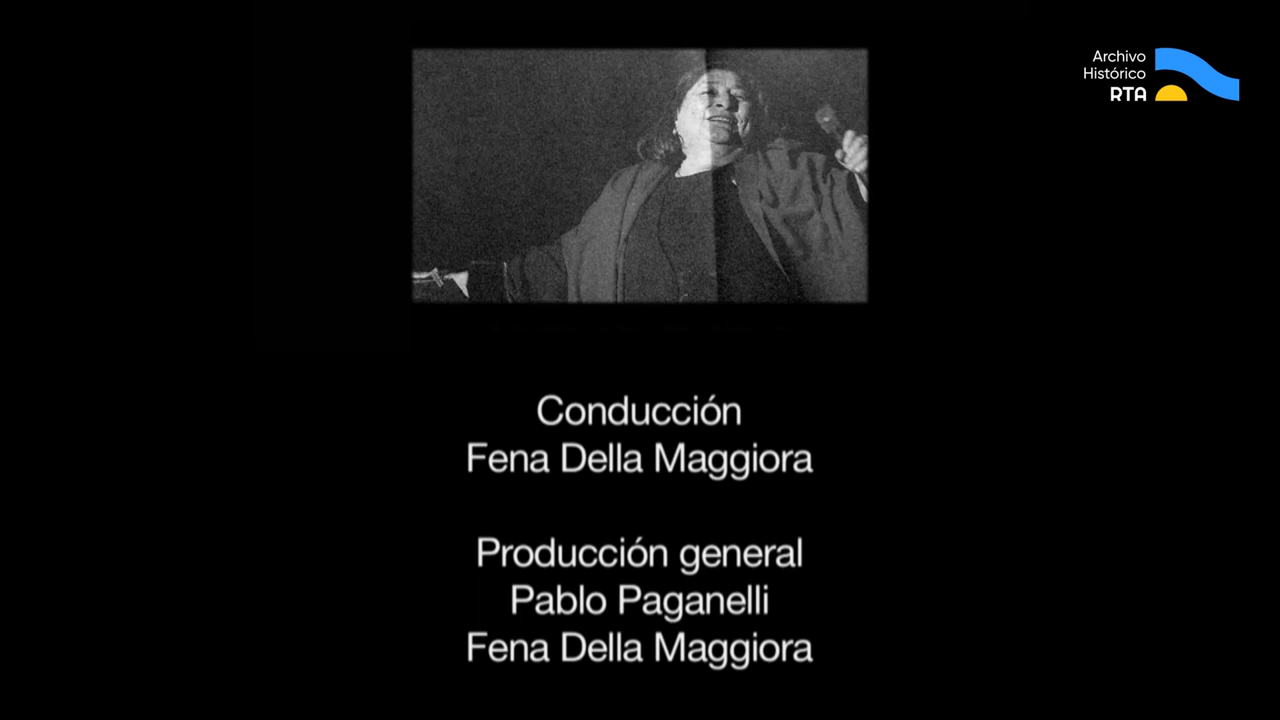 Archivo
Histórico
RTA
Conducción
Fena Della Maggiora
Producción general
Pablo Paganelli
Fena Della Maggiora